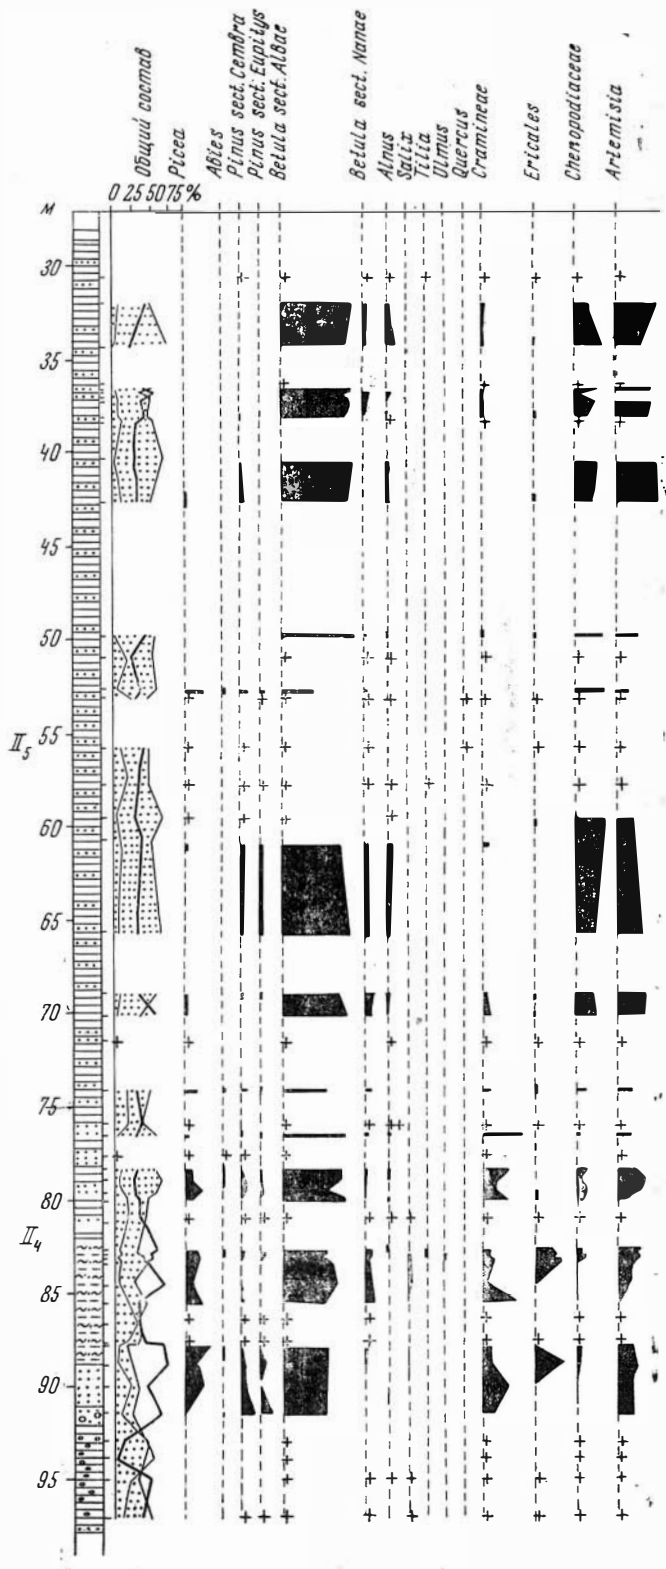 Общий состав
Picea
Abies
Pinus sect. Cembra
Pinus sect. Eupitys
Betula sect. Albae
Betula sect. Nanae
Alnus
Salix
Tilia
Ulmus
Quercus
Cramineae
Ericales
Chenopodiaceae
Artemisia
0 25 50 75 %
м
30
35
40
45
50
55
II5
60
65
70
75
80
II4
85
90
95